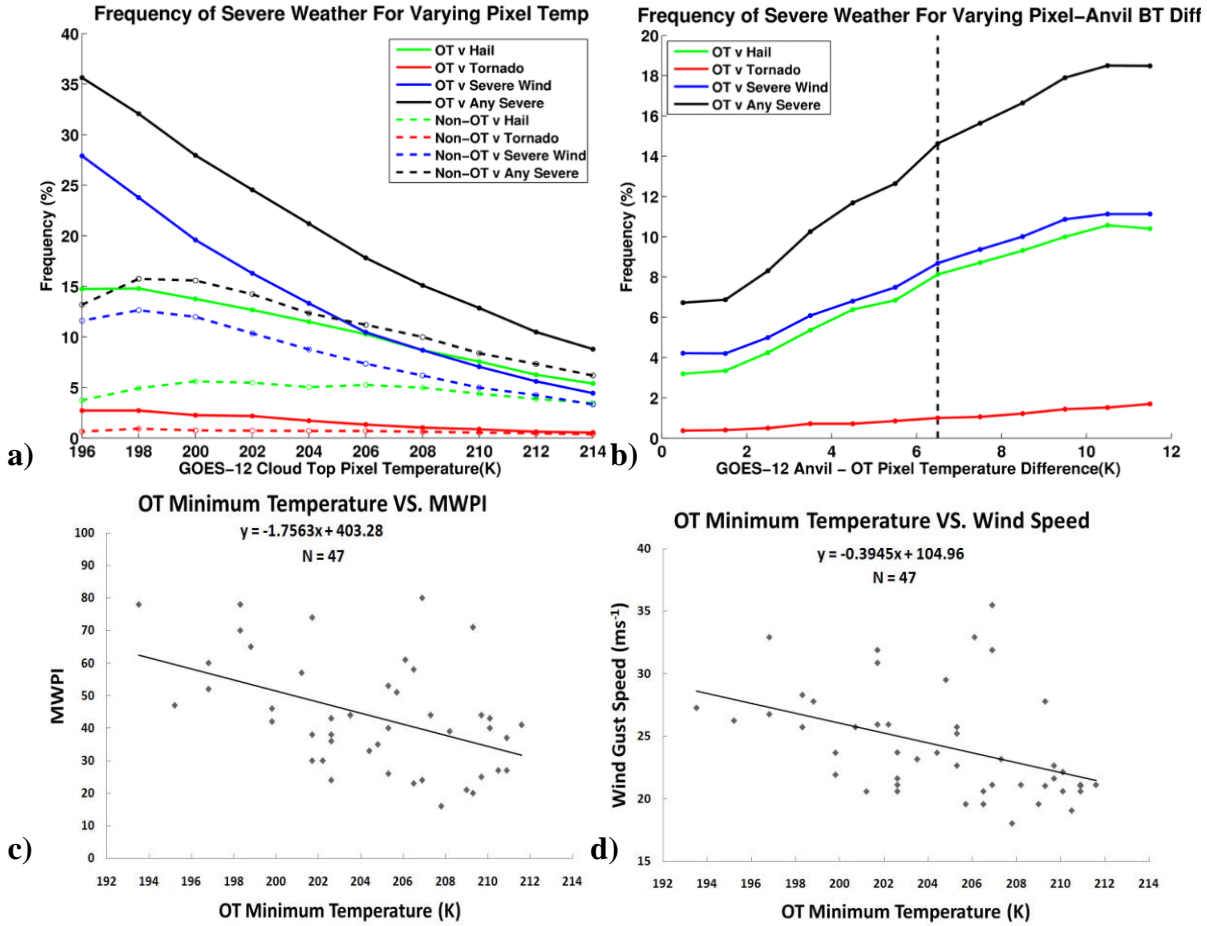 Frequency of Severe Weather For Varying Pixel Temp
OT v Hail
OT v Tornado
OT v Severe Wind
OT v Any Severe
Non-OT v Hail
Non-OT v Tornado
Non-OT v Severe Wind
Non-OT v Any Severe
Frequency (%)
40
35
30
25
20
15
10
5
0
196 198 200 202 204 206 208 210 212 214
GOES-12 Cloud Top Pixel Temperature(K)
a)
Frequency of Severe Weather For Varying Pixel-Anvil BT Diff
OT v Hail
OT v Tornado
OT v Severe Wind
OT v Any Severe
Frequency (%)
20
18
16
14
12
10
8
6
4
2
0
0 2 4 6 8 10 12
GOES-12 Anvil - OT Pixel Temperature Difference(K)
b)
OT Minimum Temperature VS. MWPI
y = -1.7563x + 403.28
N = 47
MWPI
100
90
80
70
60
50
40
30
20
10
0
192 194 196 198 200 202 204 206 208 210 212 214
OT Minimum Temperature (K)
c)
OT Minimum Temperature VS. Wind Speed
y = -0.3945x + 104.96
N = 47
Wind Gust Speed (ms⁻¹)
40
35
30
25
20
15
192 194 196 198 200 202 204 206 208 210 212 214
OT Minimum Temperature (K)
d)